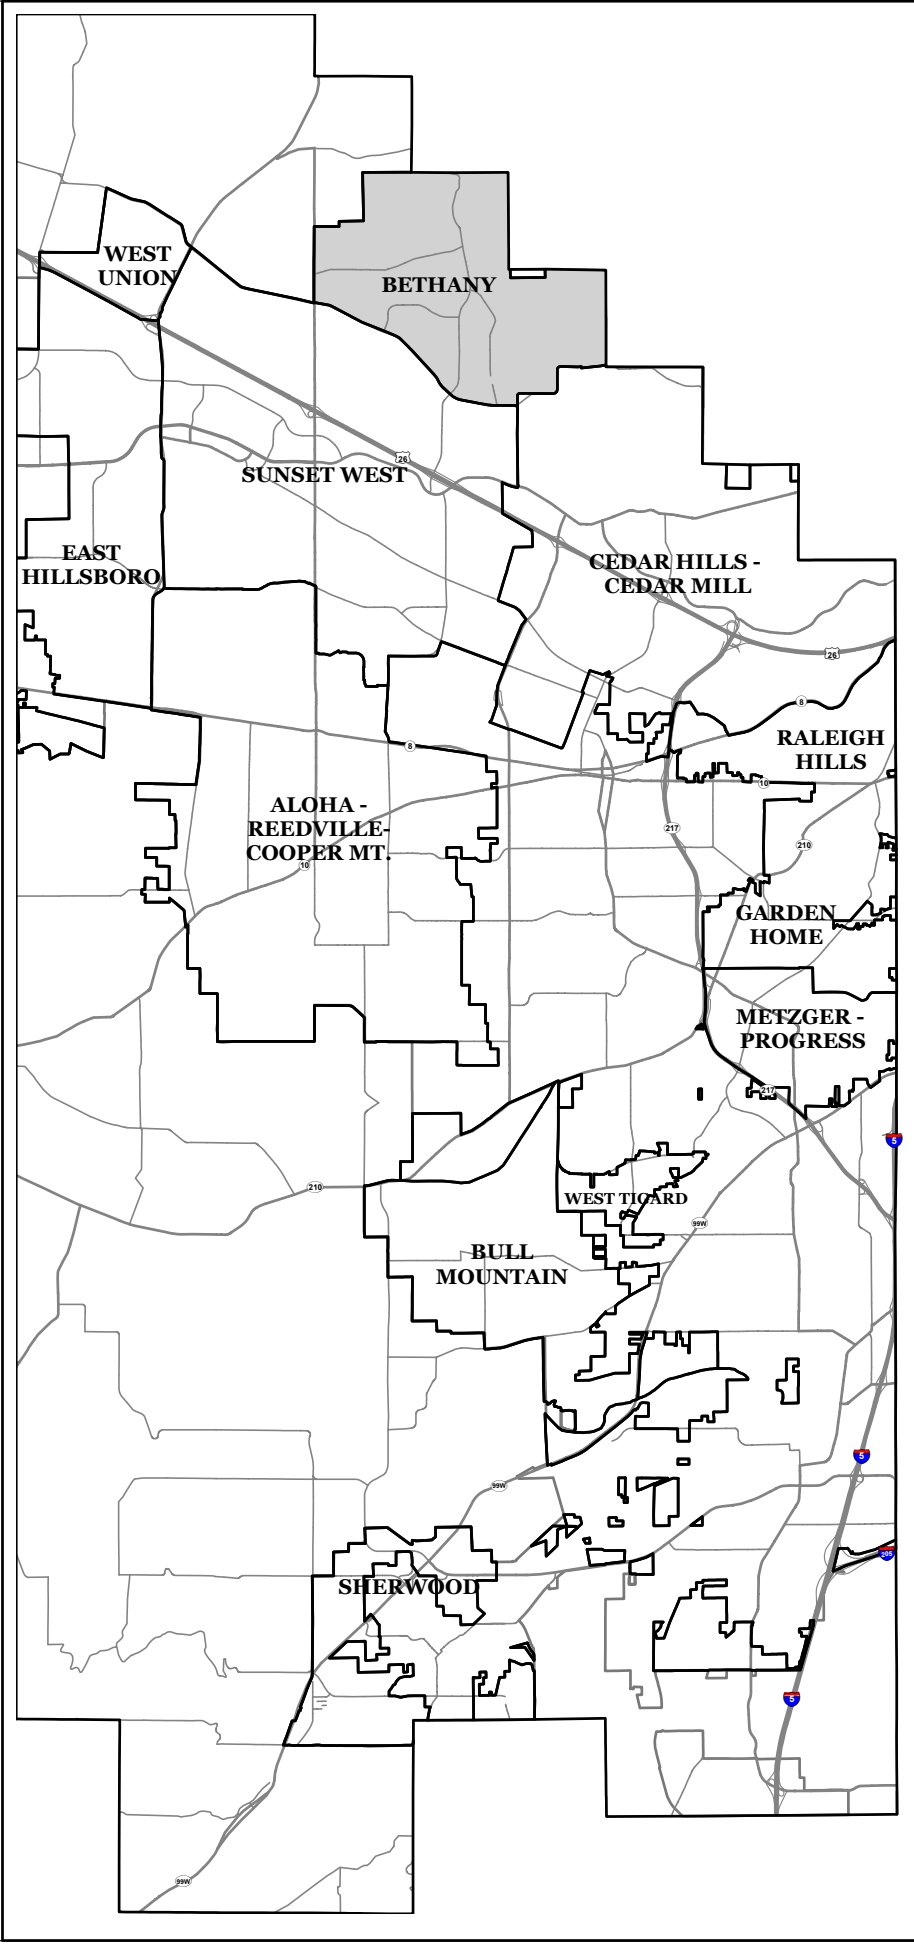 WEST
UNION
BETHANY
26
SUNSET WEST
EAST
HILLSBORO
CEDAR HILLS -
CEDAR MILL
26
8
8
RALEIGH
HILLS
10
ALOHA -
REEDVILLE-
COOPER MT.
10
217
210
GARDEN
HOME
METZGER -
PROGRESS
217
5
210
WEST TIGARD
99W
BULL
MOUNTAIN
5
99W
205
SHERWOOD
5
99W